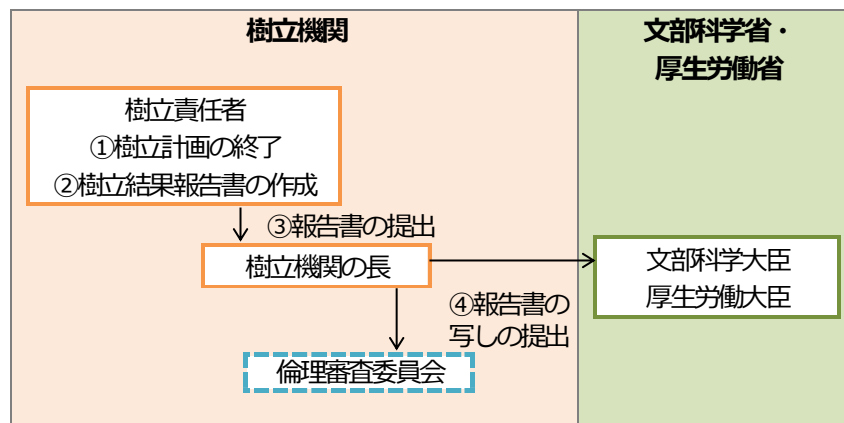 樹立機関
文部科学省・
厚生労働省
樹立責任者
①樹立計画の終了
②樹立結果報告書の作成
③報告書の提出
樹立機関の長
文部科学大臣
厚生労働大臣
④報告書の
写しの提出
倫理審査委員会